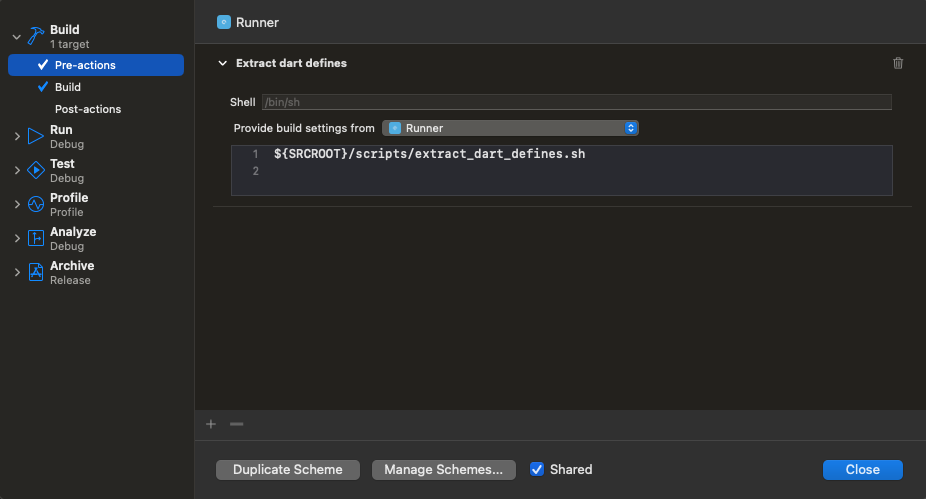 Build
1 target
Pre-actions
Build
Post-actions
Run
Debug
Test
Debug
Profile
Profile
Analyze
Debug
Archive
Release
Runner
Extract dart defines
Shell /bin/sh
Provide build settings from Runner
1 ${SRCROOT}/scripts/extract_dart_defines.sh
2
Duplicate Scheme Manage Schemes... Shared Close